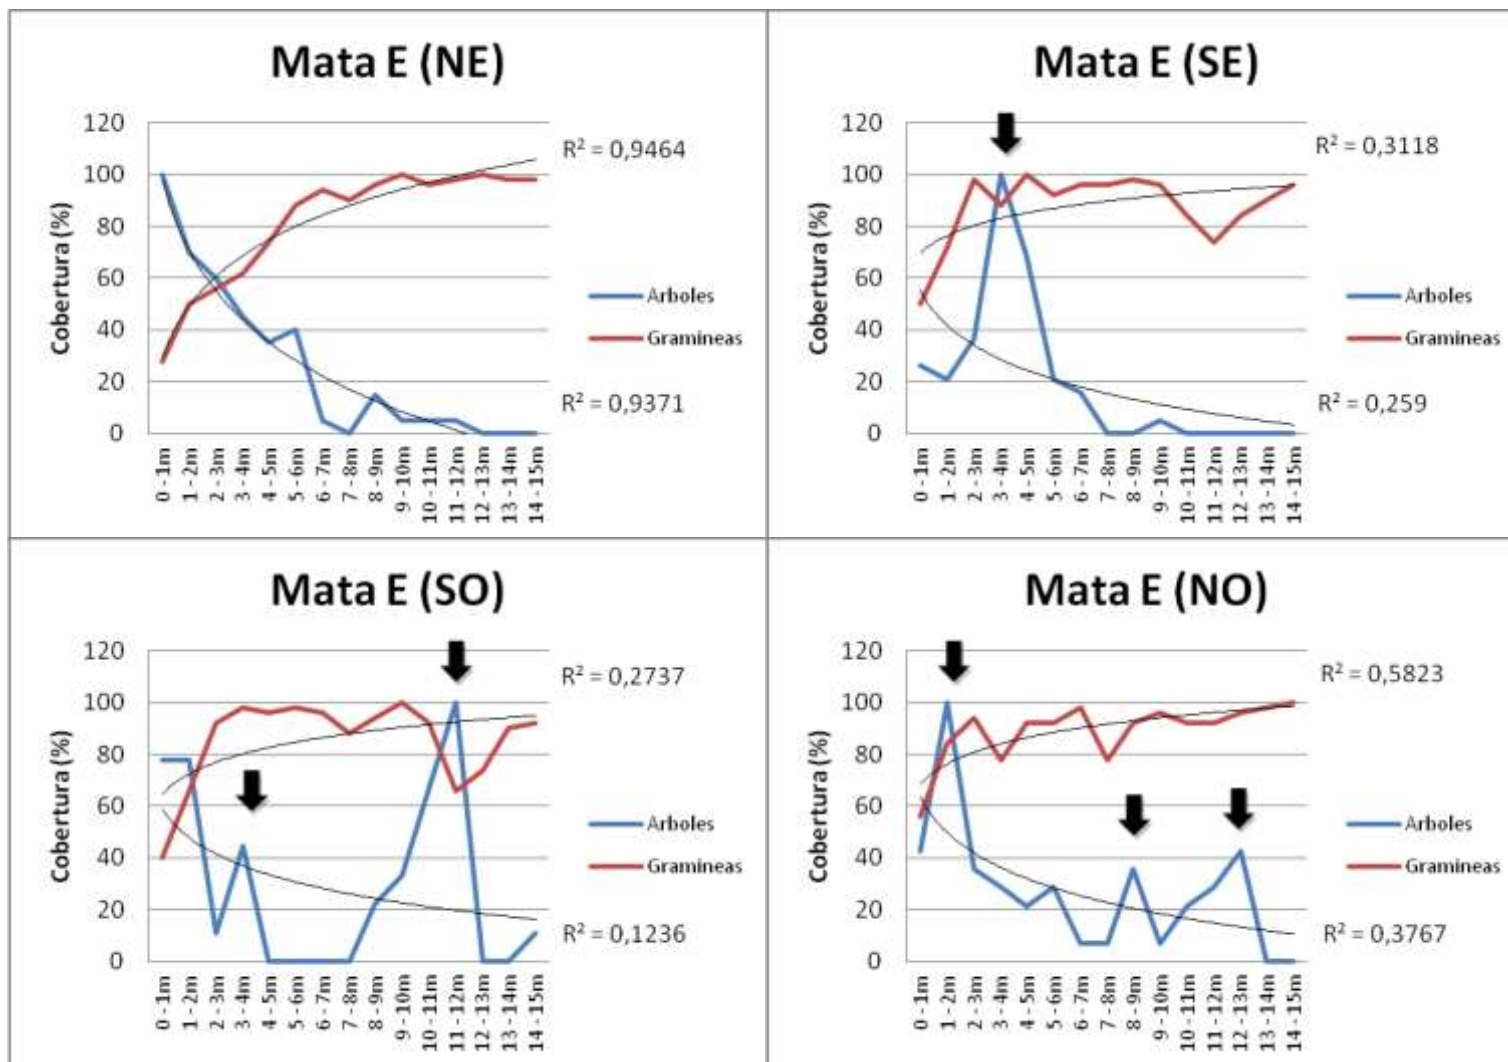 Mata E (NE)
120
100
80
60
40
20
0
Cobertura (%)
0 - 1m
1 - 2m
2 - 3m
3 - 4m
4 - 5m
5 - 6m
6 - 7m
7 - 8m
8 - 9m
9 - 10m
10 - 11m
11 - 12m
12 - 13m
13 - 14m
14 - 15m
R² = 0,9464
Arboles
Gramineas
R² = 0,9371
Mata E (SE)
120
100
80
60
40
20
0
Cobertura (%)
0 - 1m
1 - 2m
2 - 3m
3 - 4m
4 - 5m
5 - 6m
6 - 7m
7 - 8m
8 - 9m
9 - 10m
10 - 11m
11 - 12m
12 - 13m
13 - 14m
14 - 15m
R² = 0,3118
Arboles
Gramineas
R² = 0,259
Mata E (SO)
120
100
80
60
40
20
0
Cobertura (%)
0 - 1m
1 - 2m
2 - 3m
3 - 4m
4 - 5m
5 - 6m
6 - 7m
7 - 8m
8 - 9m
9 - 10m
10 - 11m
11 - 12m
12 - 13m
13 - 14m
14 - 15m
R² = 0,2737
Arboles
Gramineas
R² = 0,1236
Mata E (NO)
120
100
80
60
40
20
0
Cobertura (%)
0 - 1m
1 - 2m
2 - 3m
3 - 4m
4 - 5m
5 - 6m
6 - 7m
7 - 8m
8 - 9m
9 - 10m
10 - 11m
11 - 12m
12 - 13m
13 - 14m
14 - 15m
R² = 0,5823
Arboles
Gramineas
R² = 0,3767